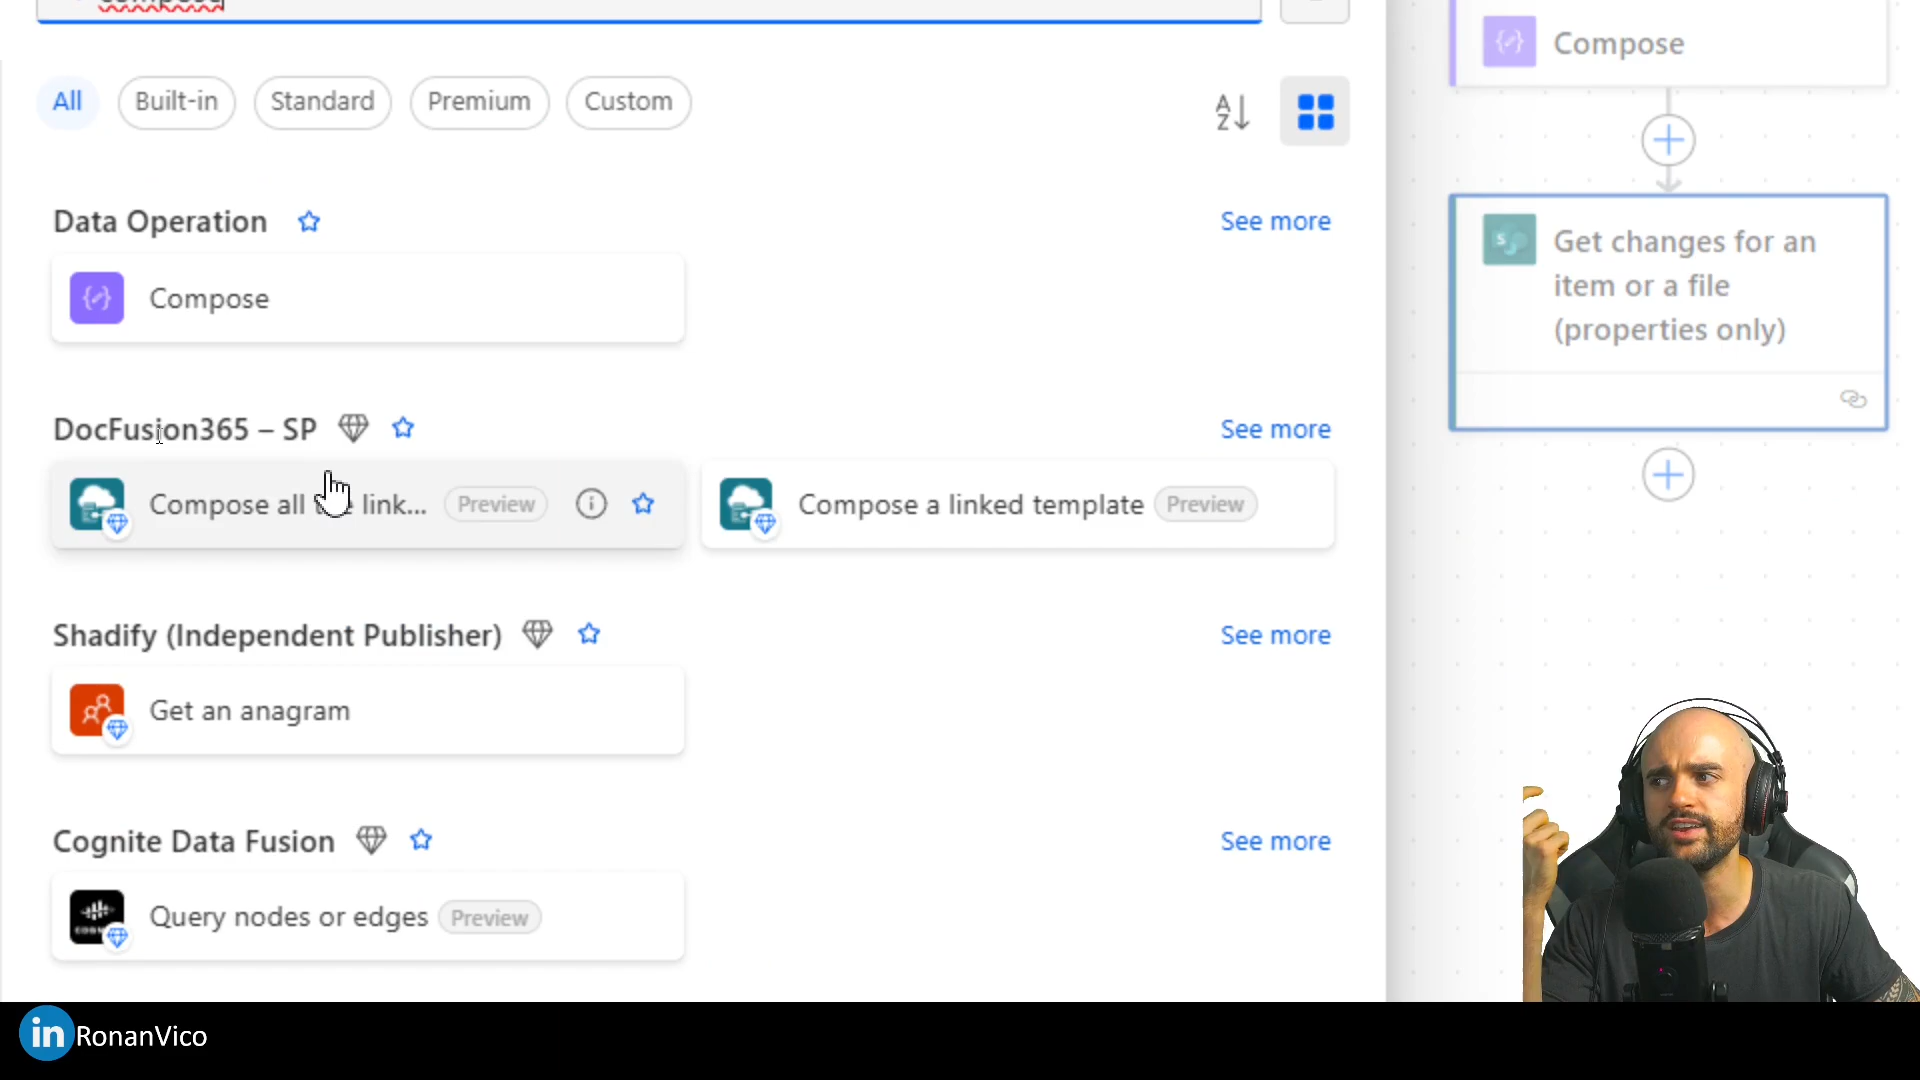 All
Built-in
Standard
Premium
Custom
A
Z
Compose
Data Operation
See more
Compose
Get changes for an
item or a file
(properties only)
DocFusion365 – SP
See more
Compose all link... Preview
Compose a linked template Preview
Shadify (Independent Publisher)
See more
Get an anagram
Cognite Data Fusion
See more
Query nodes or edges Preview
in RonanVico